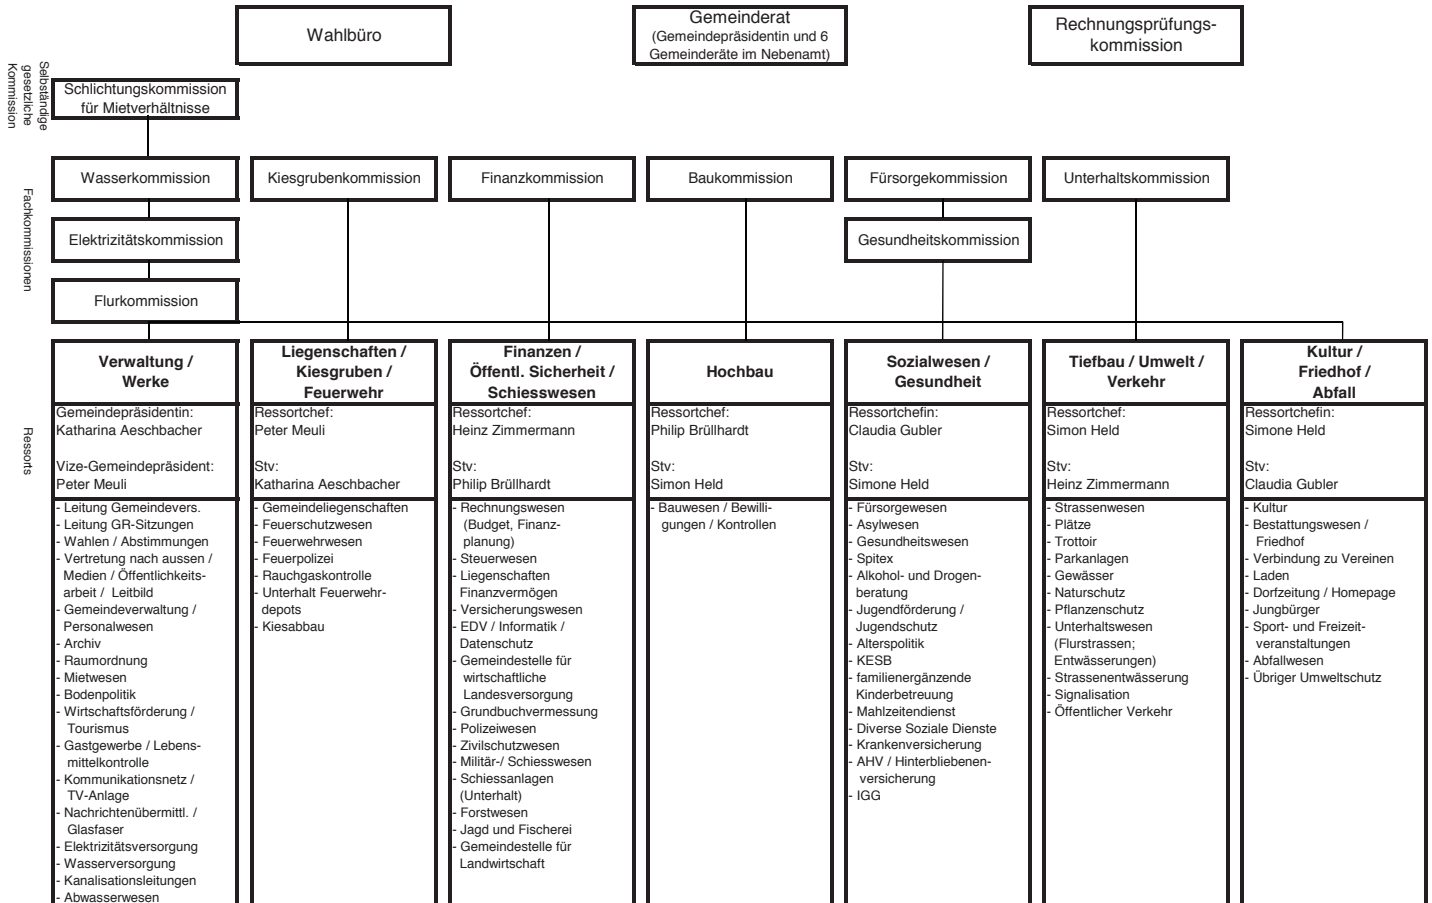 Wahlbüro
Gemeinderat
(Gemeindepräsidentin und 6
Gemeinderäte im Nebenamt)
Rechnungsprüfungs-
kommission
Selbständige
gesetzliche
Kommission
Schlichtungskommission
für Mietverhältnisse
Fachkommissionen
Wasserkommission
Kiesgrubenkommission
Finanzkommission
Baukommission
Fürsorgekommission
Unterhaltskommission
Elektrizitätskommission
Gesundheitskommission
Flurkommission
Ressorts
Verwaltung /
Werke
Gemeindepräsidentin:
Katharina Aeschbacher
Vize-Gemeindepräsident:
Peter Meuli
- Leitung Gemeindevers.
- Leitung GR-Sitzungen
- Wahlen / Abstimmungen
- Vertretung nach aussen /
Medien / Öffentlichkeits-
arbeit / Leitbild
- Gemeindeverwaltung /
Personalwesen
- Archiv
- Raumordnung
- Mietwesen
- Bodenpolitik
- Wirtschaftsförderung /
Tourismus
- Gastgewerbe / Lebens-
mittelkontrolle
- Kommunikationsnetz /
TV-Anlage
- Nachrichtenübermittl. /
Glasfaser
- Elektrizitätsversorgung
- Wasserversorgung
- Kanalisationsleitungen
- Abwasserwesen
Liegenschaften /
Kiesgruben /
Feuerwehr
Ressortchef:
Peter Meuli
Stv:
Katharina Aeschbacher
- Gemeindeliegenschaften
- Feuerschutzwesen
- Feuerwehrwesen
- Feuerpolizei
- Rauchgaskontrolle
- Unterhalt Feuerwehr-
depots
- Kiesabbau
Finanzen /
Öffentl. Sicherheit /
Schiesswesen
Ressortchef:
Heinz Zimmermann
Stv:
Philip Brüllhardt
- Rechnungswesen
(Budget, Finanz-
planung)
- Steuerwesen
- Liegenschaften
Finanzvermögen
- Versicherungswesen
- EDV / Informatik /
Datenschutz
- Gemeindestelle für
wirtschaftliche
Landesversorgung
- Grundbuchvermessung
- Polizeiwesen
- Zivilschutzwesen
- Militär-/ Schiesswesen
- Schiessanlagen
(Unterhalt)
- Forstwesen
- Jagd und Fischerei
- Gemeindestelle für
Landwirtschaft
Hochbau
Ressortchef:
Philip Brüllhardt
Stv:
Simon Held
- Bauwesen / Bewilli-
gungen / Kontrollen
Sozialwesen /
Gesundheit
Ressortchefin:
Claudia Gubler
Stv:
Simone Held
- Fürsorgewesen
- Asylwesen
- Gesundheitswesen
- Spitex
- Alkohol- und Drogen-
beratung
- Jugendförderung /
Jugendschutz
- Alterspolitik
- KESB
- familienergänzende
Kinderbetreuung
- Mahlzeitendienst
- Diverse Soziale Dienste
- Krankenversicherung
- AHV / Hinterbliebenen-
versicherung
- IGG
Tiefbau / Umwelt /
Verkehr
Ressortchef:
Simon Held
Stv:
Heinz Zimmermann
- Strassenwesen
- Plätze
- Trottoir
- Parkanlagen
- Gewässer
- Naturschutz
- Pflanzenschutz
- Unterhaltswesen
(Flurstrassen;
Entwässerungen)
- Strassenentwässerung
- Signalisation
- Öffentlicher Verkehr
Kultur /
Friedhof /
Abfall
Ressortchefin:
Simone Held
Stv:
Claudia Gubler
- Kultur
- Bestattungswesen /
Friedhof
- Verbindung zu Vereinen
- Laden
- Dorfzeitung / Homepage
- Jungbürger
- Sport- und Freizeit-
veranstaltungen
- Abfallwesen
- Übriger Umweltschutz